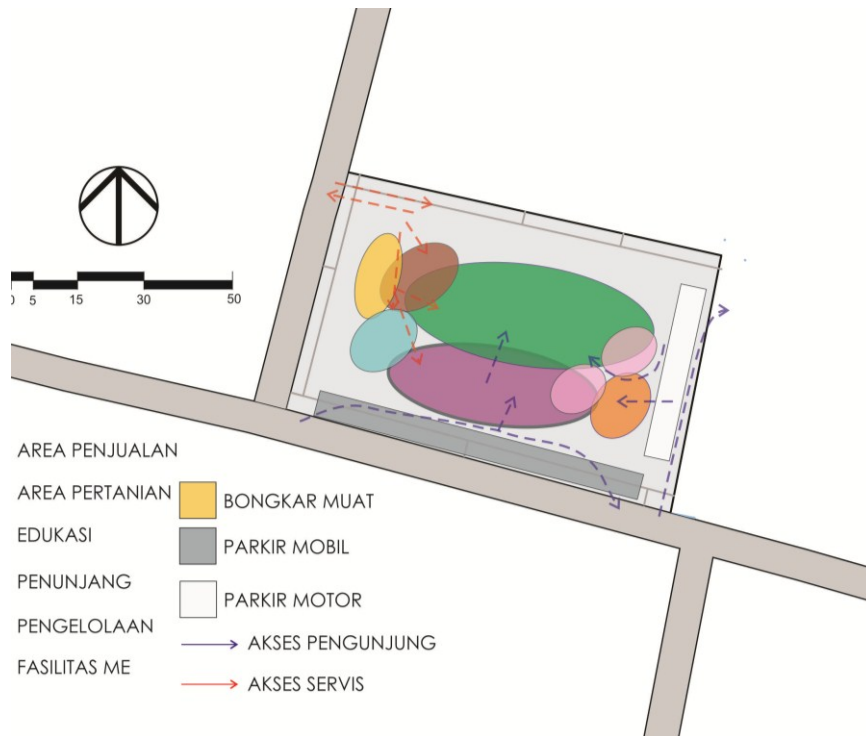 0 5 15 30 50
AREA PENJUALAN
AREA PERTANIAN
EDUKASI
PENUNJANG
PENGELOLAAN
FASILITAS ME
BONGKAR MUAT
PARKIR MOBIL
PARKIR MOTOR
AKSES PENGUNJUNG
AKSES SERVIS